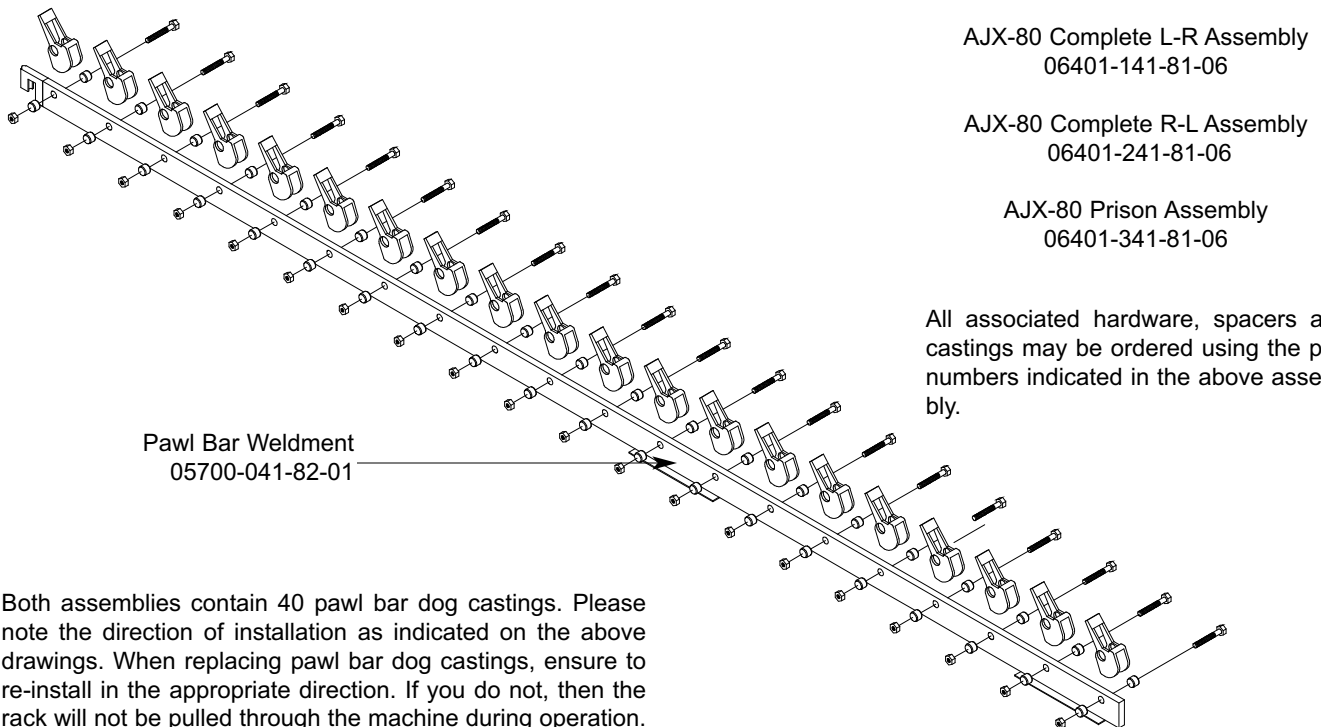 AJX-80 Complete L-R Assembly
06401-141-81-06
AJX-80 Complete R-L Assembly
06401-241-81-06
AJX-80 Prison Assembly
06401-341-81-06
All associated hardware, spacers a
castings may be ordered using the p
numbers indicated in the above asse
bly.
Pawl Bar Weldment
05700-041-82-01
Both assemblies contain 40 pawl bar dog castings. Please
note the direction of installation as indicated on the above
drawings. When replacing pawl bar dog castings, ensure to
re-install in the appropriate direction. If you do not, then the
rack will not be pulled through the machine during operation.